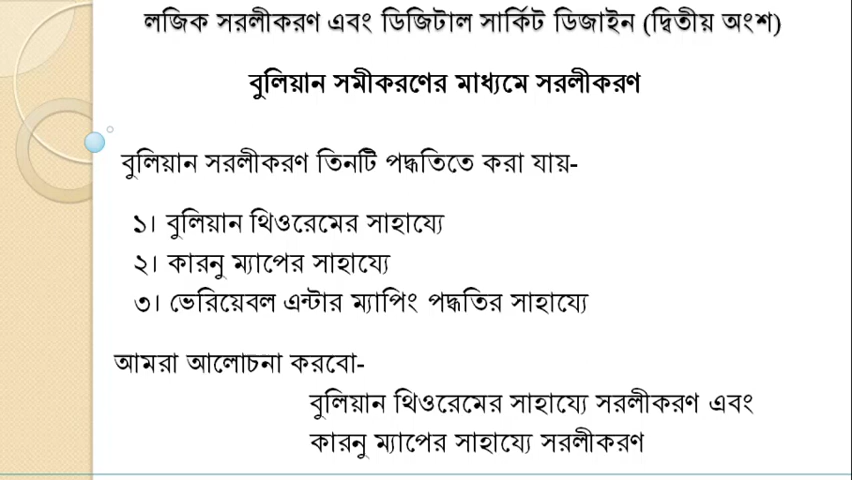 লজিক সরলীকরণ এবং ডিজিটাল সার্কিট ডিজাইন (দ্বিতীয় অংশ)
বুলিয়ান সমীকরণের মাধ্যমে সরলীকরণ
বুলিয়ান সরলীকরণ তিনটি পদ্ধতিতে করা যায়-
১। বুলিয়ান থিওরেমের সাহায্যে
২। কারনু ম্যাপের সাহায্যে
৩। ভেরিয়েবল এন্টার ম্যাপিং পদ্ধতির সাহায্যে
আমরা আলোচনা করবো-
বুলিয়ান থিওরেমের সাহায্যে সরলীকরণ এবং
কারনু ম্যাপের সাহায্যে সরলীকরণ